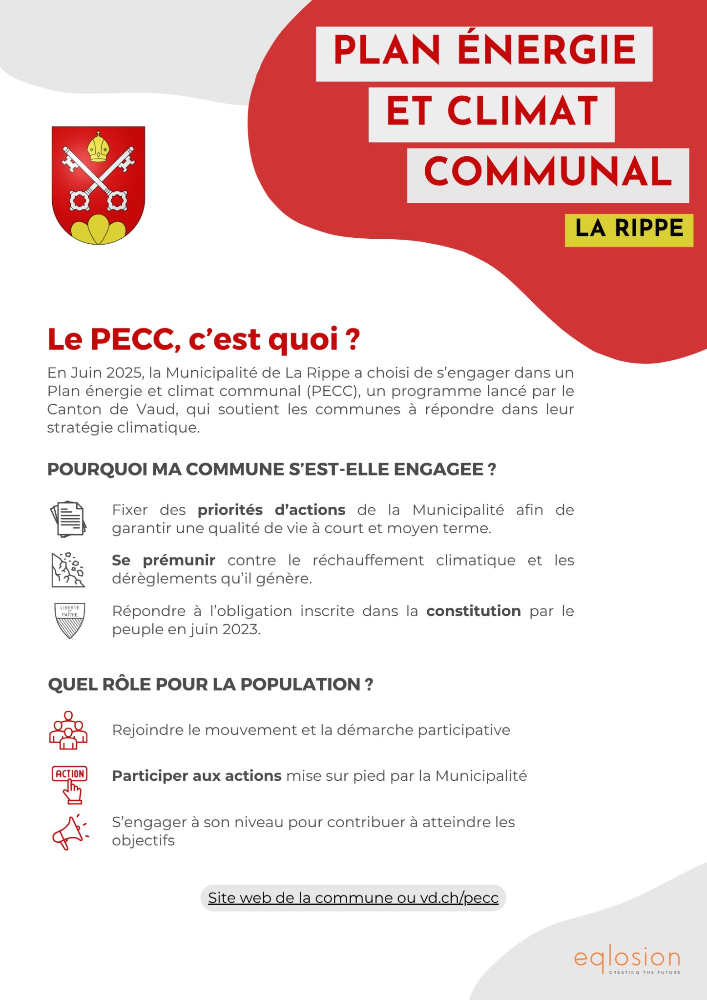 PLAN ÉNERGIE
ET CLIMAT
COMMUNAL
LA RIPPE
Le PECC, c’est quoi ?
En Juin 2025, la Municipalité de La Rippe a choisi de s’engager dans un
Plan énergie et climat communal (PECC), un programme lancé par le
Canton de Vaud, qui soutient les communes à répondre dans leur
stratégie climatique.
POURQUOI MA COMMUNE S’EST-ELLE ENGAGEE ?
Fixer des priorités d’actions de la Municipalité afin de
garantir une qualité de vie à court et moyen terme.
Se prémunir contre le réchauffement climatique et les
dérèglements qu’il génère.
LIBERTÉ
ET
PATRIE
Répondre à l’obligation inscrite dans la constitution par le
peuple en juin 2023.
QUEL RÔLE POUR LA POPULATION ?
Rejoindre le mouvement et la démarche participative
ACTION
Participer aux actions mise sur pied par la Municipalité
S’engager à son niveau pour contribuer à atteindre les
objectifs
Site web de la commune ou vd.ch/pecc
eqlosion
CREATING THE FUTURE